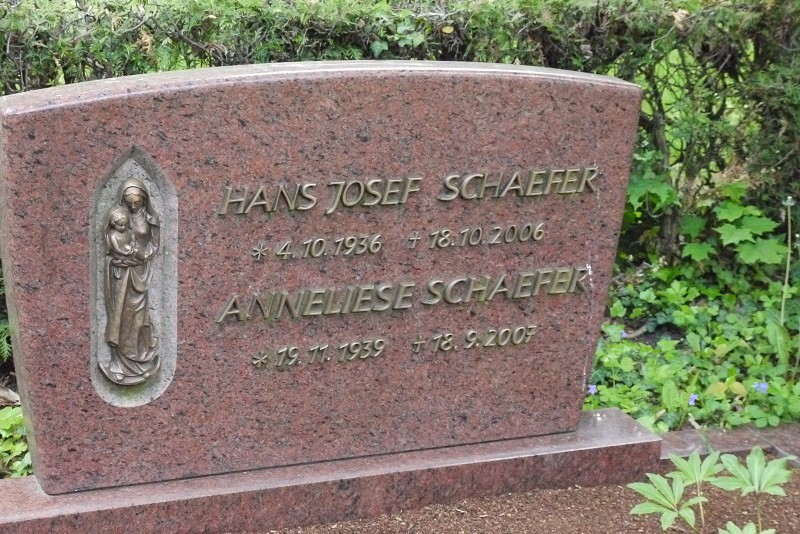 HANS JOSEF SCHAEFER
* 4.10.1936 † 18.10.2006
ANNELIESE SCHAEFER
* 19.11.1939 † 18.9.2007